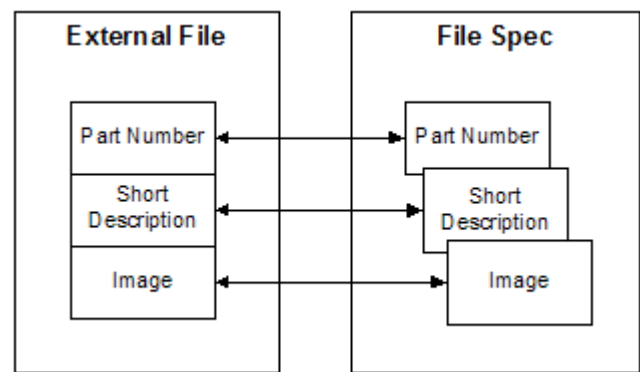 External File
Part Number
Short
Description
Image
File Spec
Part Number
Short
Description
Image